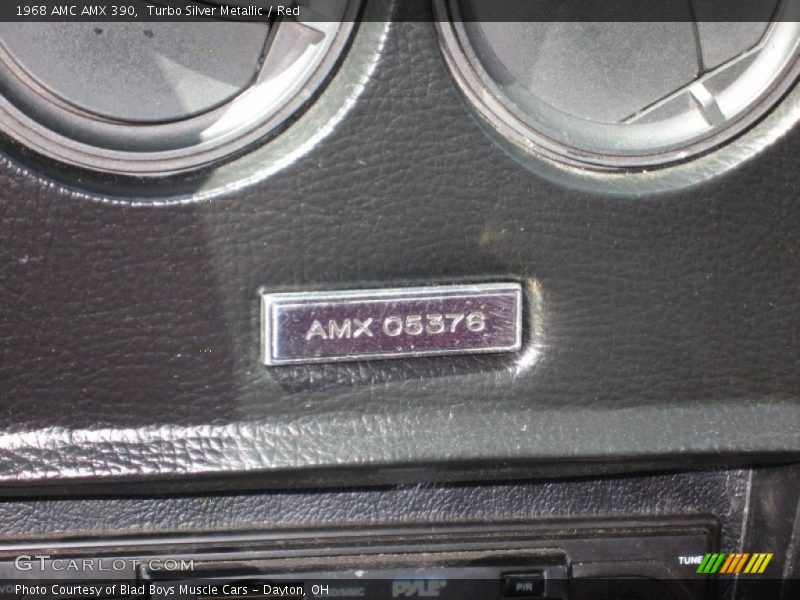 1968 AMC AMX 390,  Turbo Silver Metallic / Red
AMX 05376
GTCARLOT.COM
TUNE
PYLE
P/R
Photo Courtesy of Blad Boys Muscle Cars – Dayton, OH